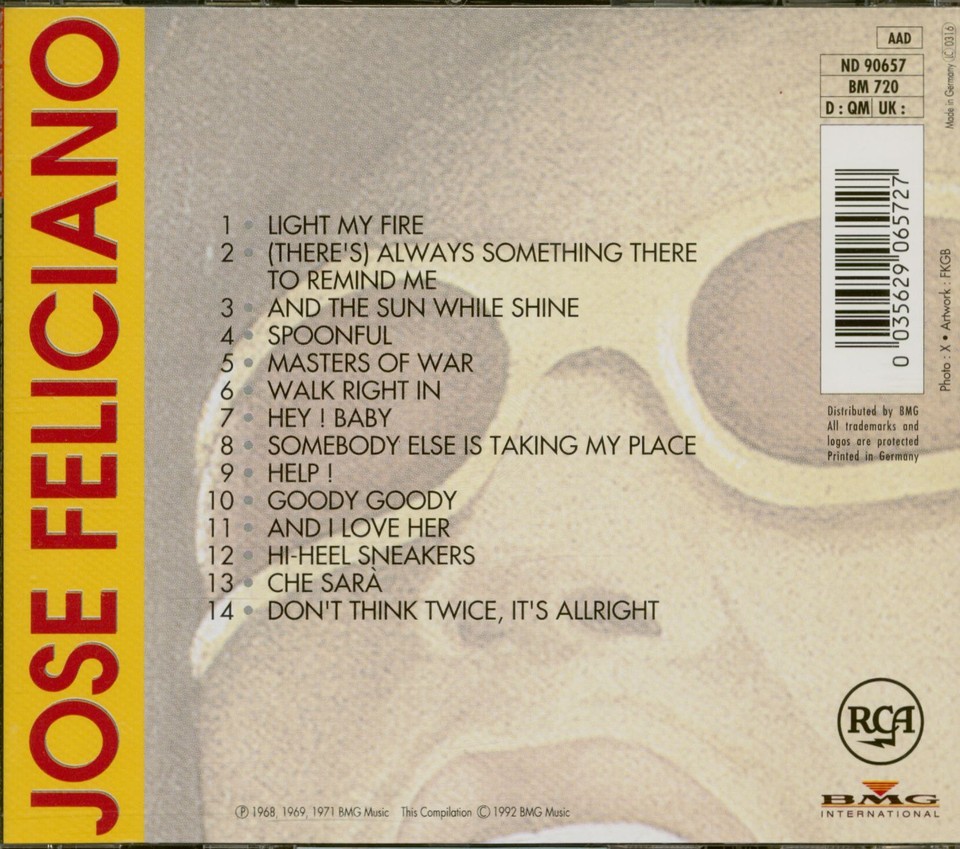 JOSE FELICIANO
AAD
ND 90657
BM 720
D : QM UK :
Made in Germany LC 0316
0 035629 065727
Photo : X • Artwork : FKGB
Distributed by BMG
All trademarks and
logos are protected
Printed in Germany
1 • LIGHT MY FIRE
2 • (THERE'S) ALWAYS SOMETHING THERE
TO REMIND ME
3 • AND THE SUN WHILE SHINE
4 • SPOONFUL
5 • MASTERS OF WAR
6 • WALK RIGHT IN
7 • HEY ! BABY
8 • SOMEBODY ELSE IS TAKING MY PLACE
9 • HELP !
10 • GOODY GOODY
11 • AND I LOVE HER
12 • HI-HEEL SNEAKERS
13 • CHE SARÀ
14 • DON'T THINK TWICE, IT'S ALLRIGHT
RCA
BMG
INTERNATIONAL
Ⓟ 1968, 1969, 1971 BMG Music This Compilation Ⓒ 1992 BMG Music